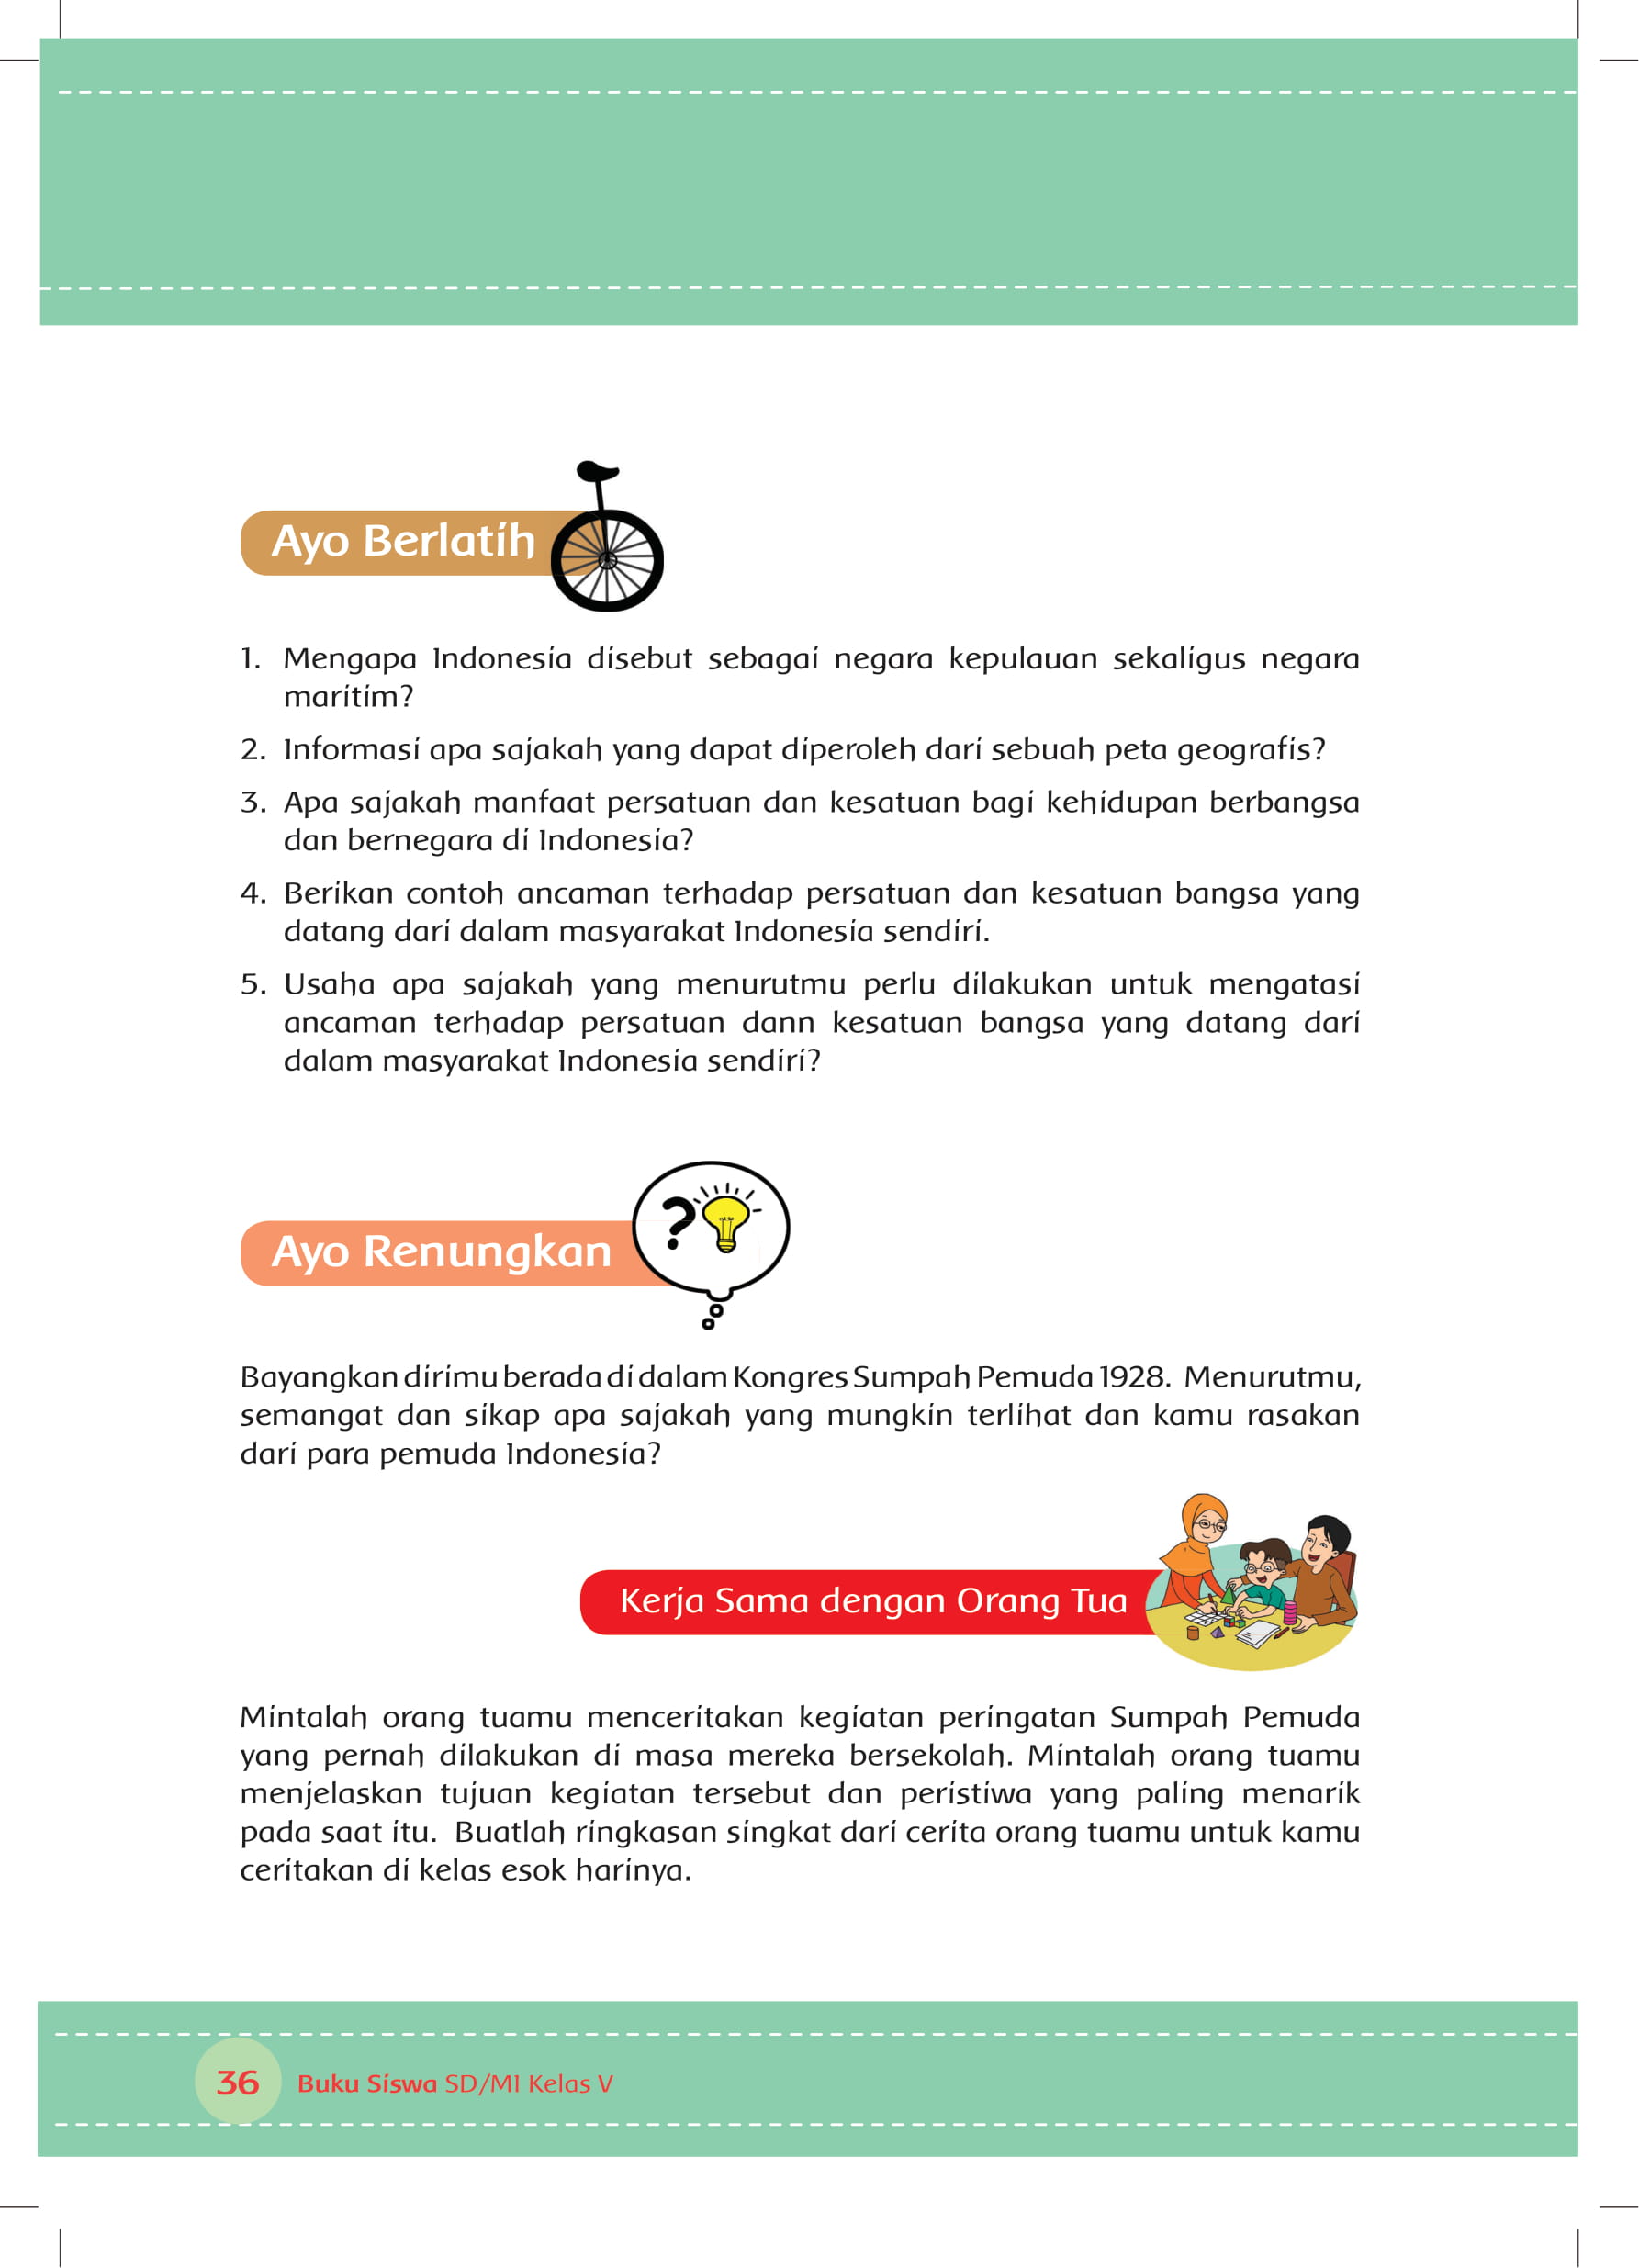 Ayo Berlatih
1. Mengapa Indonesia disebut sebagai negara kepulauan sekaligus negara
maritim?
2. Informasi apa sajakah yang dapat diperoleh dari sebuah peta geografis?
3. Apa sajakah manfaat persatuan dan kesatuan bagi kehidupan berbangsa
dan bernegara di Indonesia?
4. Berikan contoh ancaman terhadap persatuan dan kesatuan bangsa yang
datang dari dalam masyarakat Indonesia sendiri.
5. Usaha apa sajakah yang menurutmu perlu dilakukan untuk mengatasi
ancaman terhadap persatuan dann kesatuan bangsa yang datang dari
dalam masyarakat Indonesia sendiri?
?
Ayo Renungkan
Bayangkan dirimu berada di dalam Kongres Sumpah Pemuda 1928. Menurutmu,
semangat dan sikap apa sajakah yang mungkin terlihat dan kamu rasakan
dari para pemuda Indonesia?
Kerja Sama dengan Orang Tua
Mintalah orang tuamu menceritakan kegiatan peringatan Sumpah Pemuda
yang pernah dilakukan di masa mereka bersekolah. Mintalah orang tuamu
menjelaskan tujuan kegiatan tersebut dan peristiwa yang paling menarik
pada saat itu. Buatlah ringkasan singkat dari cerita orang tuamu untuk kamu
ceritakan di kelas esok harinya.
36 Buku Siswa SD/MI Kelas V